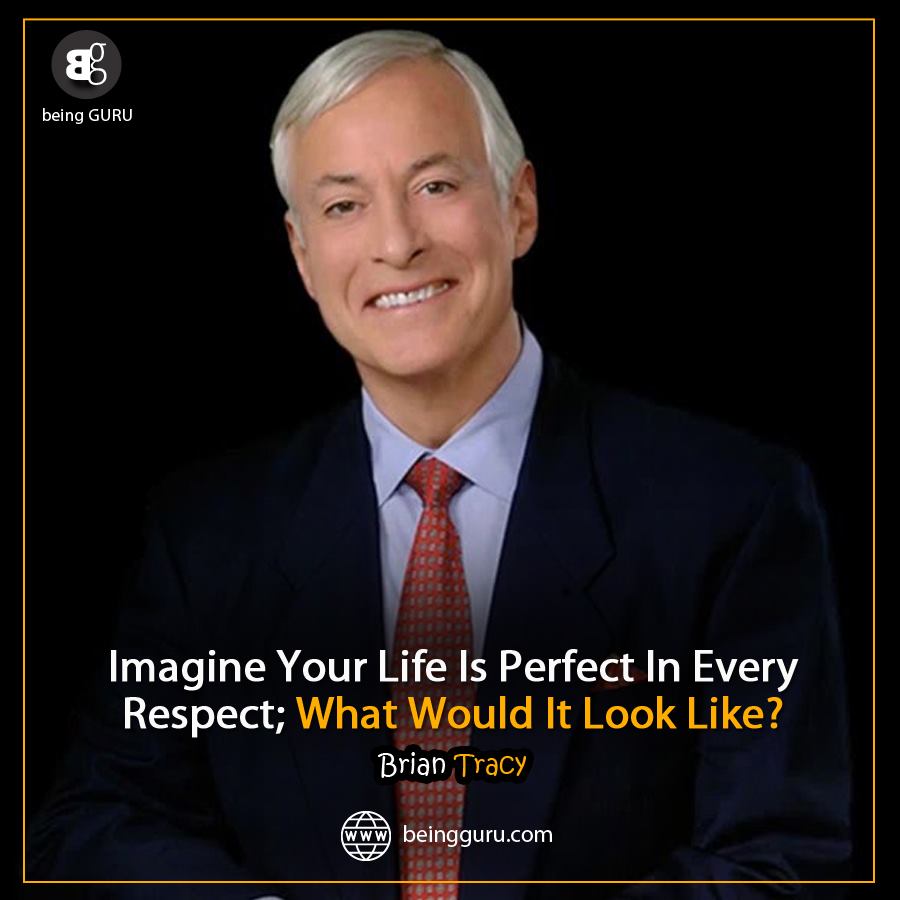 Bg
being GURU
Imagine Your Life Is Perfect In Every
Respect; What Would It Look Like?
Brian Tracy
www
beingguru.com